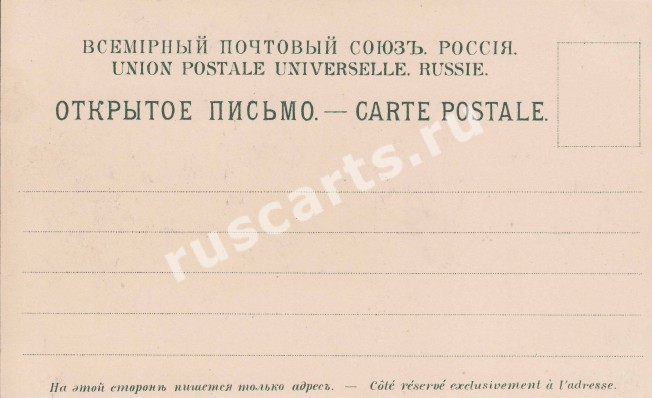 ВСЕМІРНЫЙ ПОЧТОВЫЙ СОЮЗЪ. РОССІЯ.
UNION POSTALE UNIVERSELLE. RUSSIE.
ОТКРЫТОЕ ПИСЬМО. — CARTE POSTALE.
ruscarts.ru
На этой сторонѣ пишется только адресъ. — Côté réservé exclusivement à l'adresse.